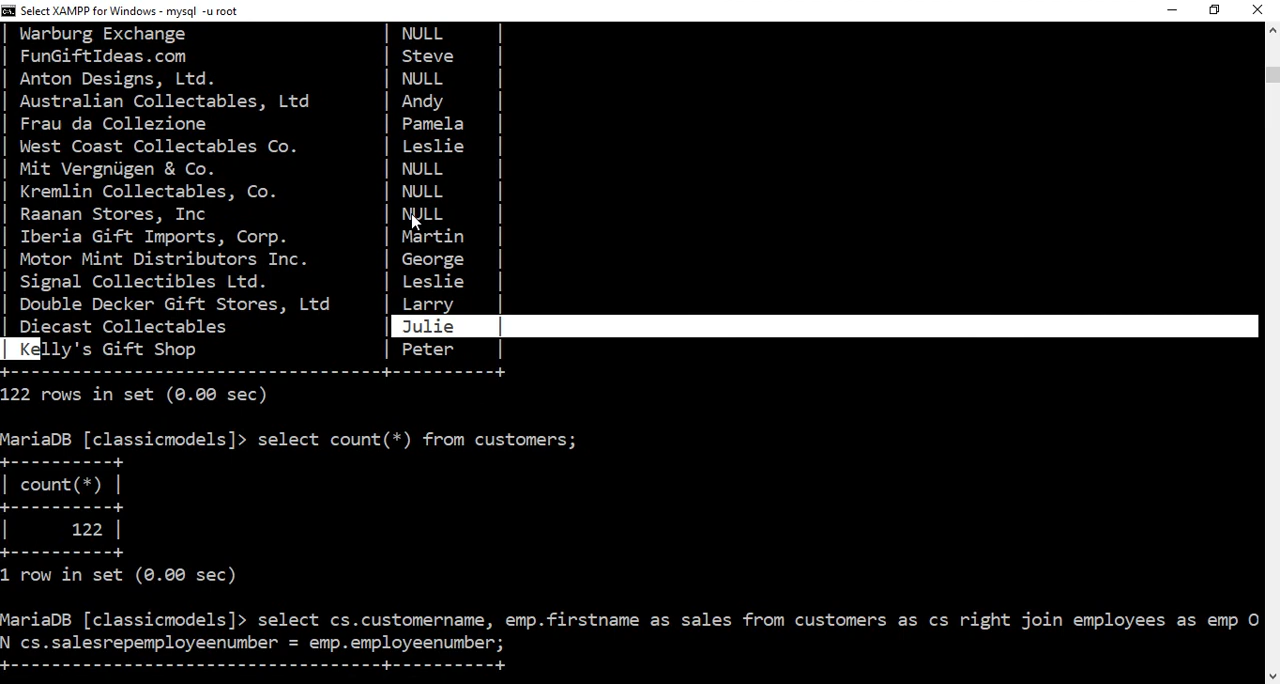 Select XAMPP for Windows - mysql -u root
| Warburg Exchange | NULL |
| FunGiftIdeas.com | Steve |
| Anton Designs, Ltd. | NULL |
| Australian Collectables, Ltd | Andy |
| Frau da Collezione | Pamela |
| West Coast Collectables Co. | Leslie |
| Mit Vergnügen & Co. | NULL |
| Kremlin Collectables, Co. | NULL |
| Raanan Stores, Inc | NULL |
| Iberia Gift Imports, Corp. | Martin |
| Motor Mint Distributors Inc. | George |
| Signal Collectibles Ltd. | Leslie |
| Double Decker Gift Stores, Ltd | Larry |
| Diecast Collectables | Julie |
| Kelly's Gift Shop | Peter |
+-----------------------------------+----------+
122 rows in set (0.00 sec)
MariaDB [classicmodels]> select count(*) from customers;
+----------+
| count(*) |
+----------+
| 122 |
+----------+
1 row in set (0.00 sec)
MariaDB [classicmodels]> select cs.customername, emp.firstname as sales from customers as cs right join employees as emp O
N cs.salesrepemployeenumber = emp.employeenumber;
+-----------------------------------+----------+